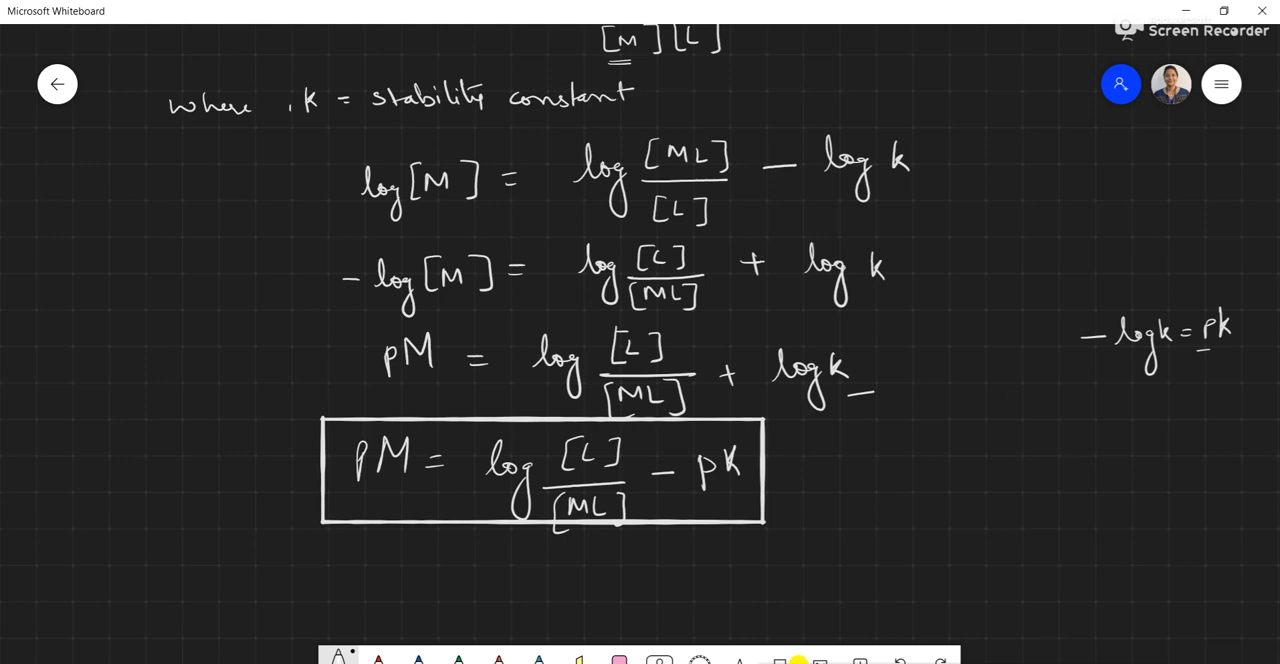 Microsoft Whiteboard
Screen Recorder
[M][L]
where , k = stability constant
log[M] = log [ML]/[L] – log k
– log[M] = log [L]/[ML] + log k
– log k = pk
pM = log [L]/[ML] + log k
pM = log [L]/[ML] – pk